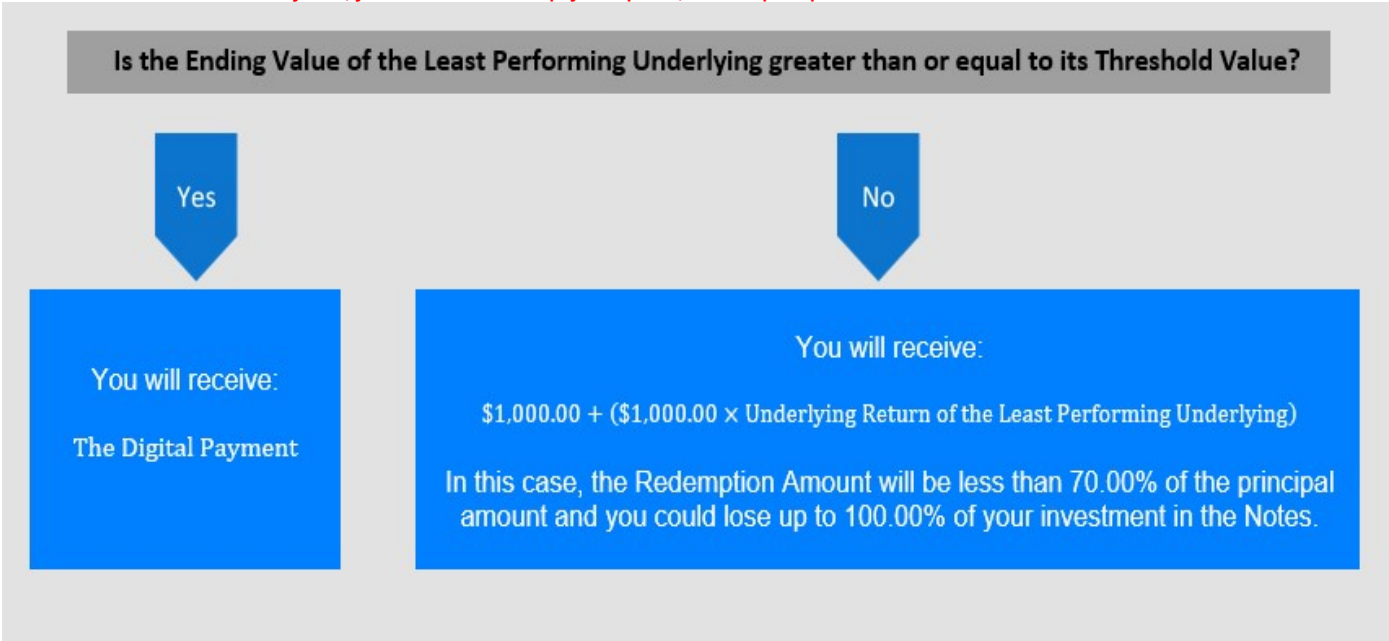 Is the Ending Value of the Least Performing Underlying greater than or equal to its Threshold Value?
Yes
No
You will receive:
The Digital Payment
You will receive:
$1,000.00 + ($1,000.00 × Underlying Return of the Least Performing Underlying)
In this case, the Redemption Amount will be less than 70.00% of the principal
amount and you could lose up to 100.00% of your investment in the Notes.